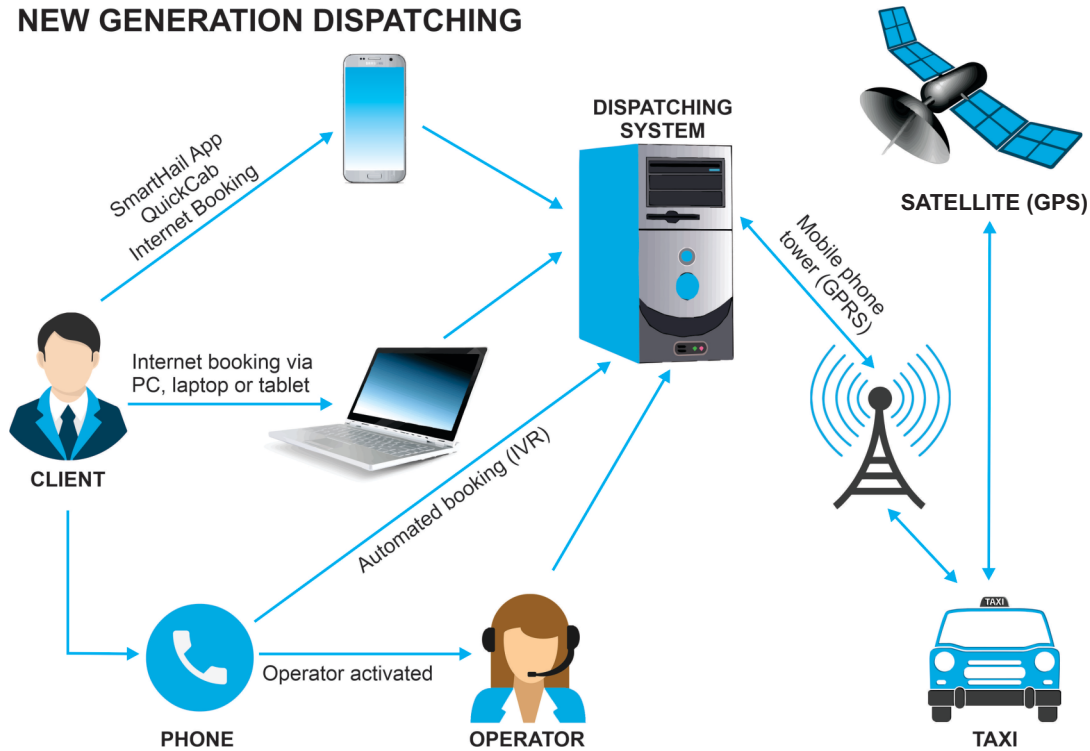 NEW GENERATION DISPATCHING
SmartHail App
QuickCab
Internet Booking
DISPATCHING
SYSTEM
SATELLITE (GPS)
Mobile phone
tower (GPRS)
Internet booking via
PC, laptop or tablet
CLIENT
Automated booking (IVR)
Operator activated
PHONE
OPERATOR
TAXI
TAXI